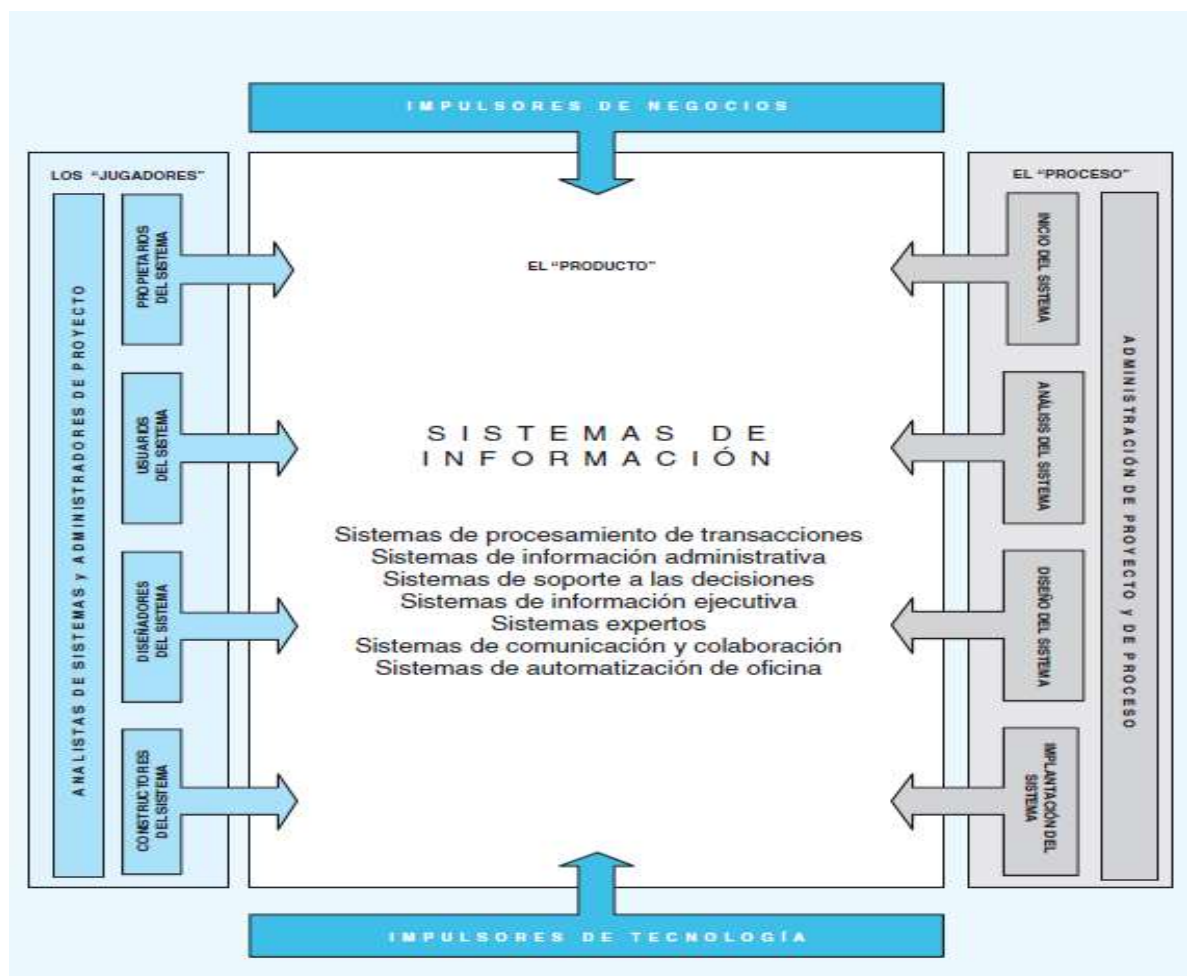 IMPULSORES DE NEGOCIOS
LOS “JUGADORES”
ANALISTAS DE SISTEMAS y ADMINISTRADORES DE PROYECTO
PROPIETARIOS
DEL SISTEMA
USUARIOS
DEL SISTEMA
DISEÑADORES
DEL SISTEMA
CONSTRUCTORES
DEL SISTEMA
EL “PRODUCTO”
SISTEMAS DE
INFORMACIÓN
Sistemas de procesamiento de transacciones
Sistemas de información administrativa
Sistemas de soporte a las decisiones
Sistemas de información ejecutiva
Sistemas expertos
Sistemas de comunicación y colaboración
Sistemas de automatización de oficina
EL “PROCESO”
INICIO DEL SISTEMA
ANÁLISIS DEL SISTEMA
DISEÑO DEL SISTEMA
IMPLANTACIÓN DEL
SISTEMA
ADMINISTRACIÓN DE PROYECTO y DE PROCESO
IMPULSORES DE TECNOLOGÍA